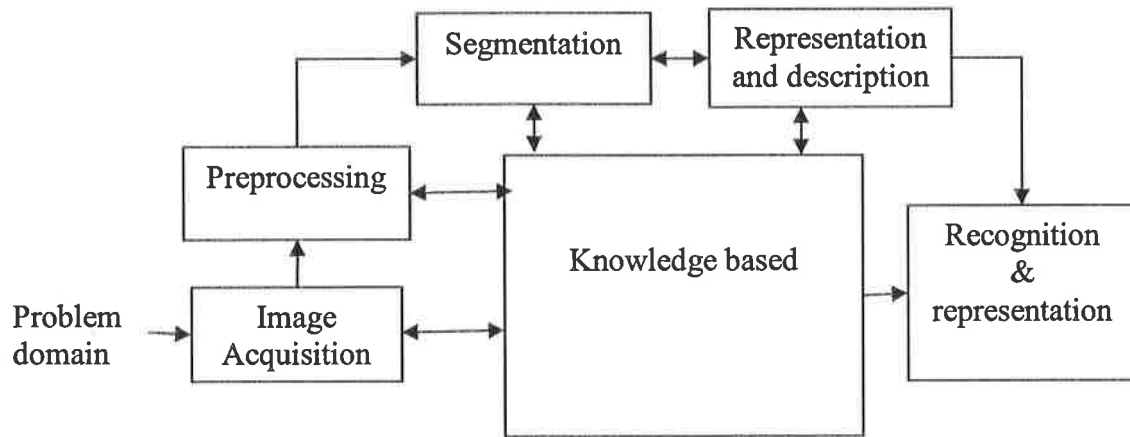 Segmentation
Representation
and description
Preprocessing
Knowledge based
Recognition
&
representation
Problem
domain
Image
Acquisition